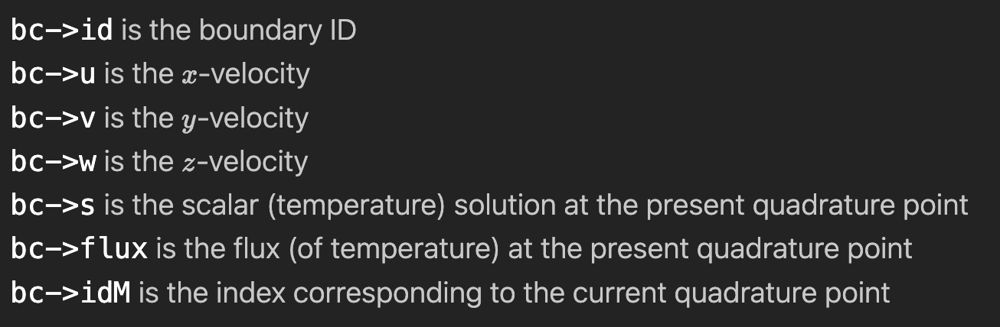 bc->id is the boundary ID
bc->u is the x-velocity
bc->v is the y-velocity
bc->w is the z-velocity
bc->s is the scalar (temperature) solution at the present quadrature point
bc->flux is the flux (of temperature) at the present quadrature point
bc->idM is the index corresponding to the current quadrature point